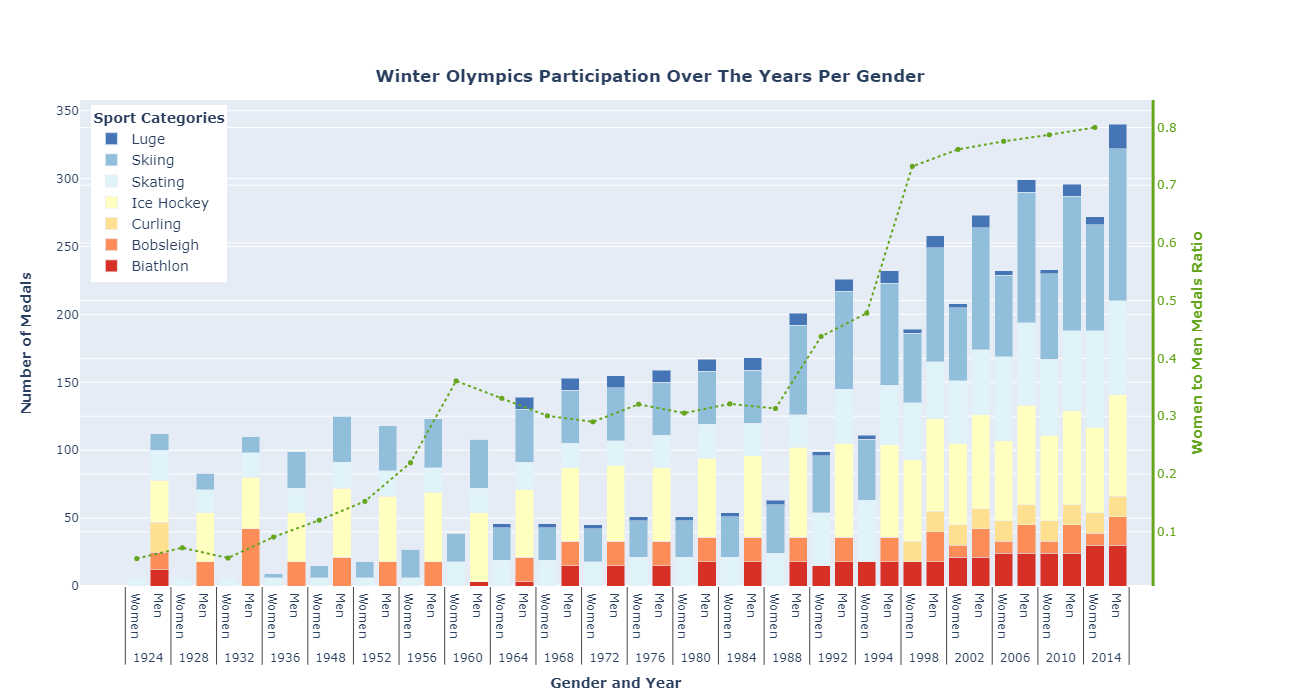 Winter Olympics Participation Over The Years Per Gender
Sport Categories
Luge
Skiing
Skating
Ice Hockey
Curling
Bobsleigh
Biathlon
Number of Medals
350
300
250
200
150
100
50
0
Women to Men Medals Ratio
0.8
0.7
0.6
0.5
0.4
0.3
0.2
0.1
Women Men Women Men Women Men Women Men Women Men Women Men Women Men Women Men Women Men Women Men Women Men Women Men Women Men Women Men Women Men Women Men Women Men Women Men Women Men Women Men Women Men Women Men
1924 1928 1932 1936 1948 1952 1956 1960 1964 1968 1972 1976 1980 1984 1988 1992 1994 1998 2002 2006 2010 2014
Gender and Year